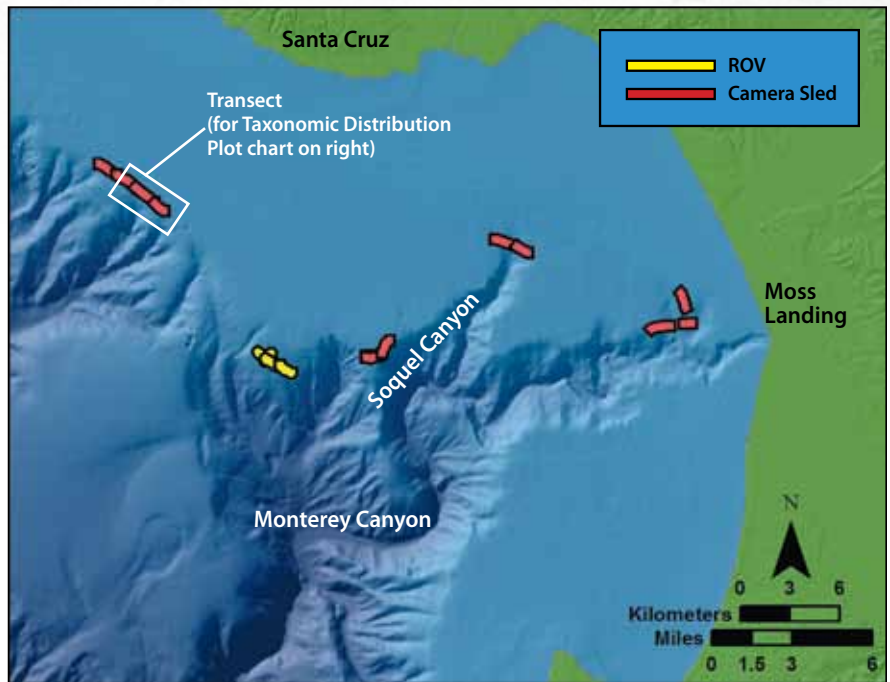 Santa Cruz
ROV
Camera Sled
Transect
(for Taxonomic Distribution
Plot chart on right)
Moss
Landing
Soquel Canyon
Monterey Canyon
N
0 3 6
Kilometers
Miles
0 1.5 3 6